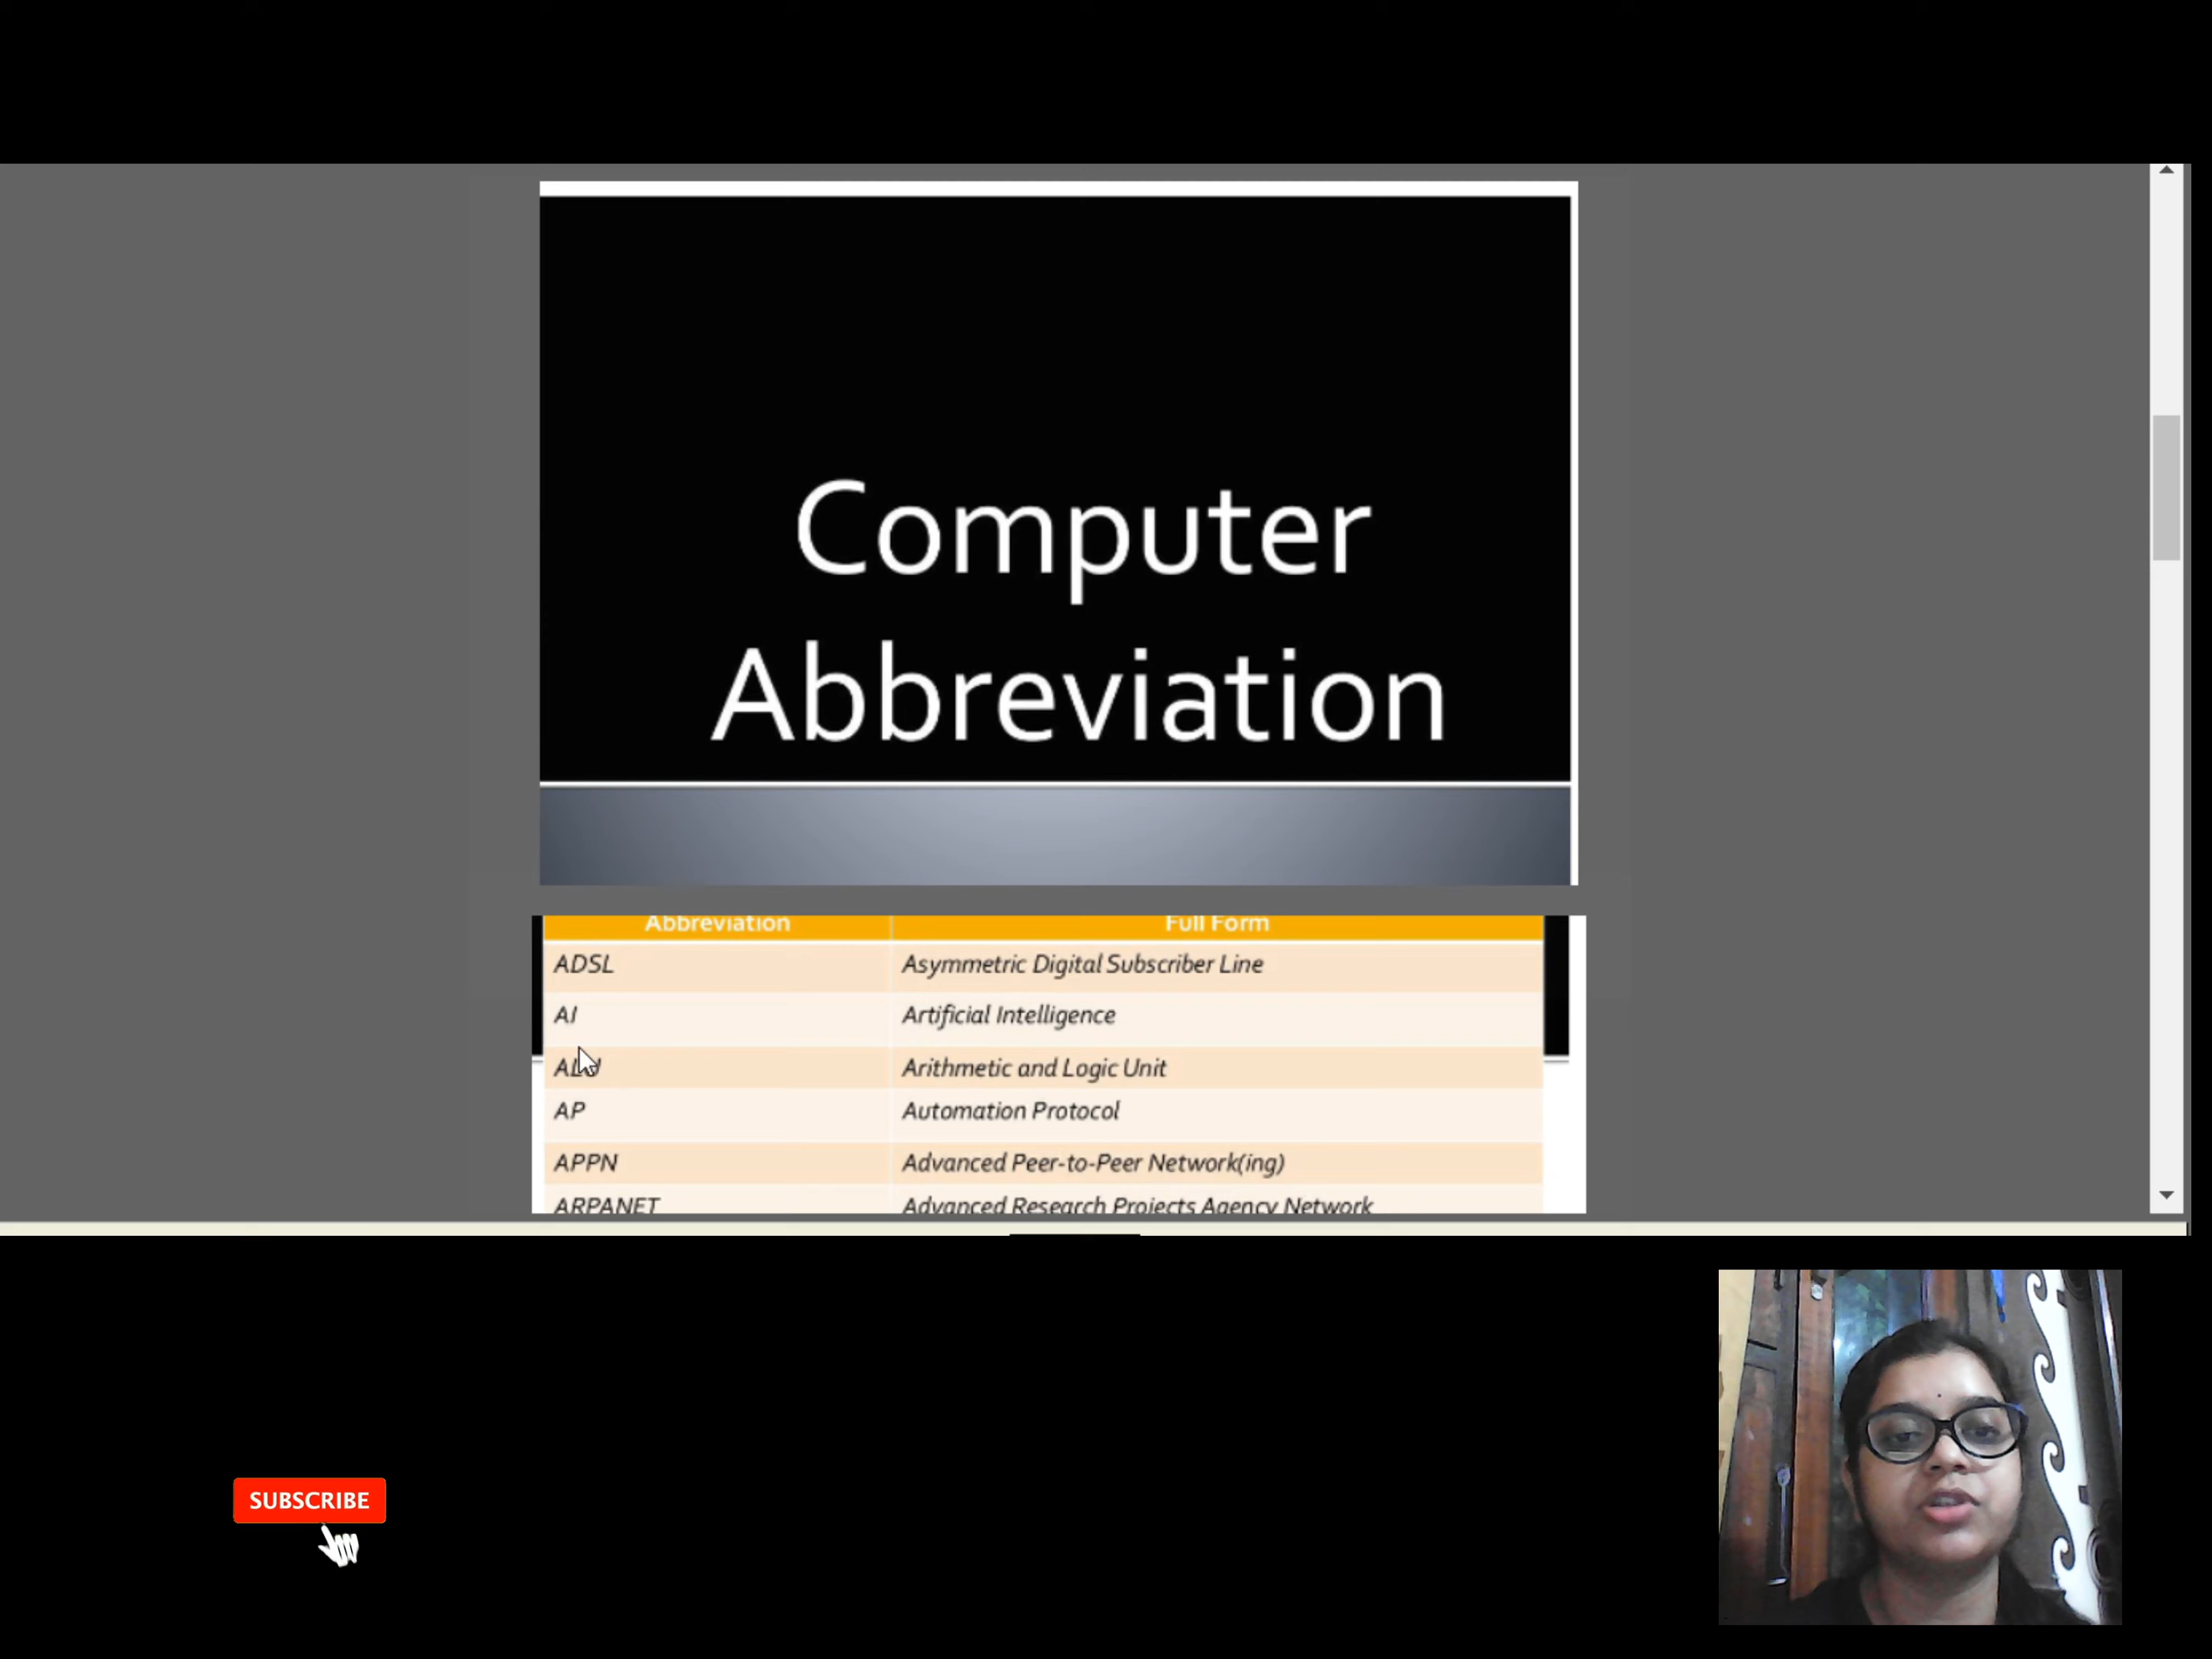 Computer
Abbreviation
Abbreviation Full Form
ADSL Asymmetric Digital Subscriber Line
AI Artificial Intelligence
ALU Arithmetic and Logic Unit
AP Automation Protocol
APPN Advanced Peer-to-Peer Network(ing)
ARPANET Advanced Research Projects Agency Network
SUBSCRIBE